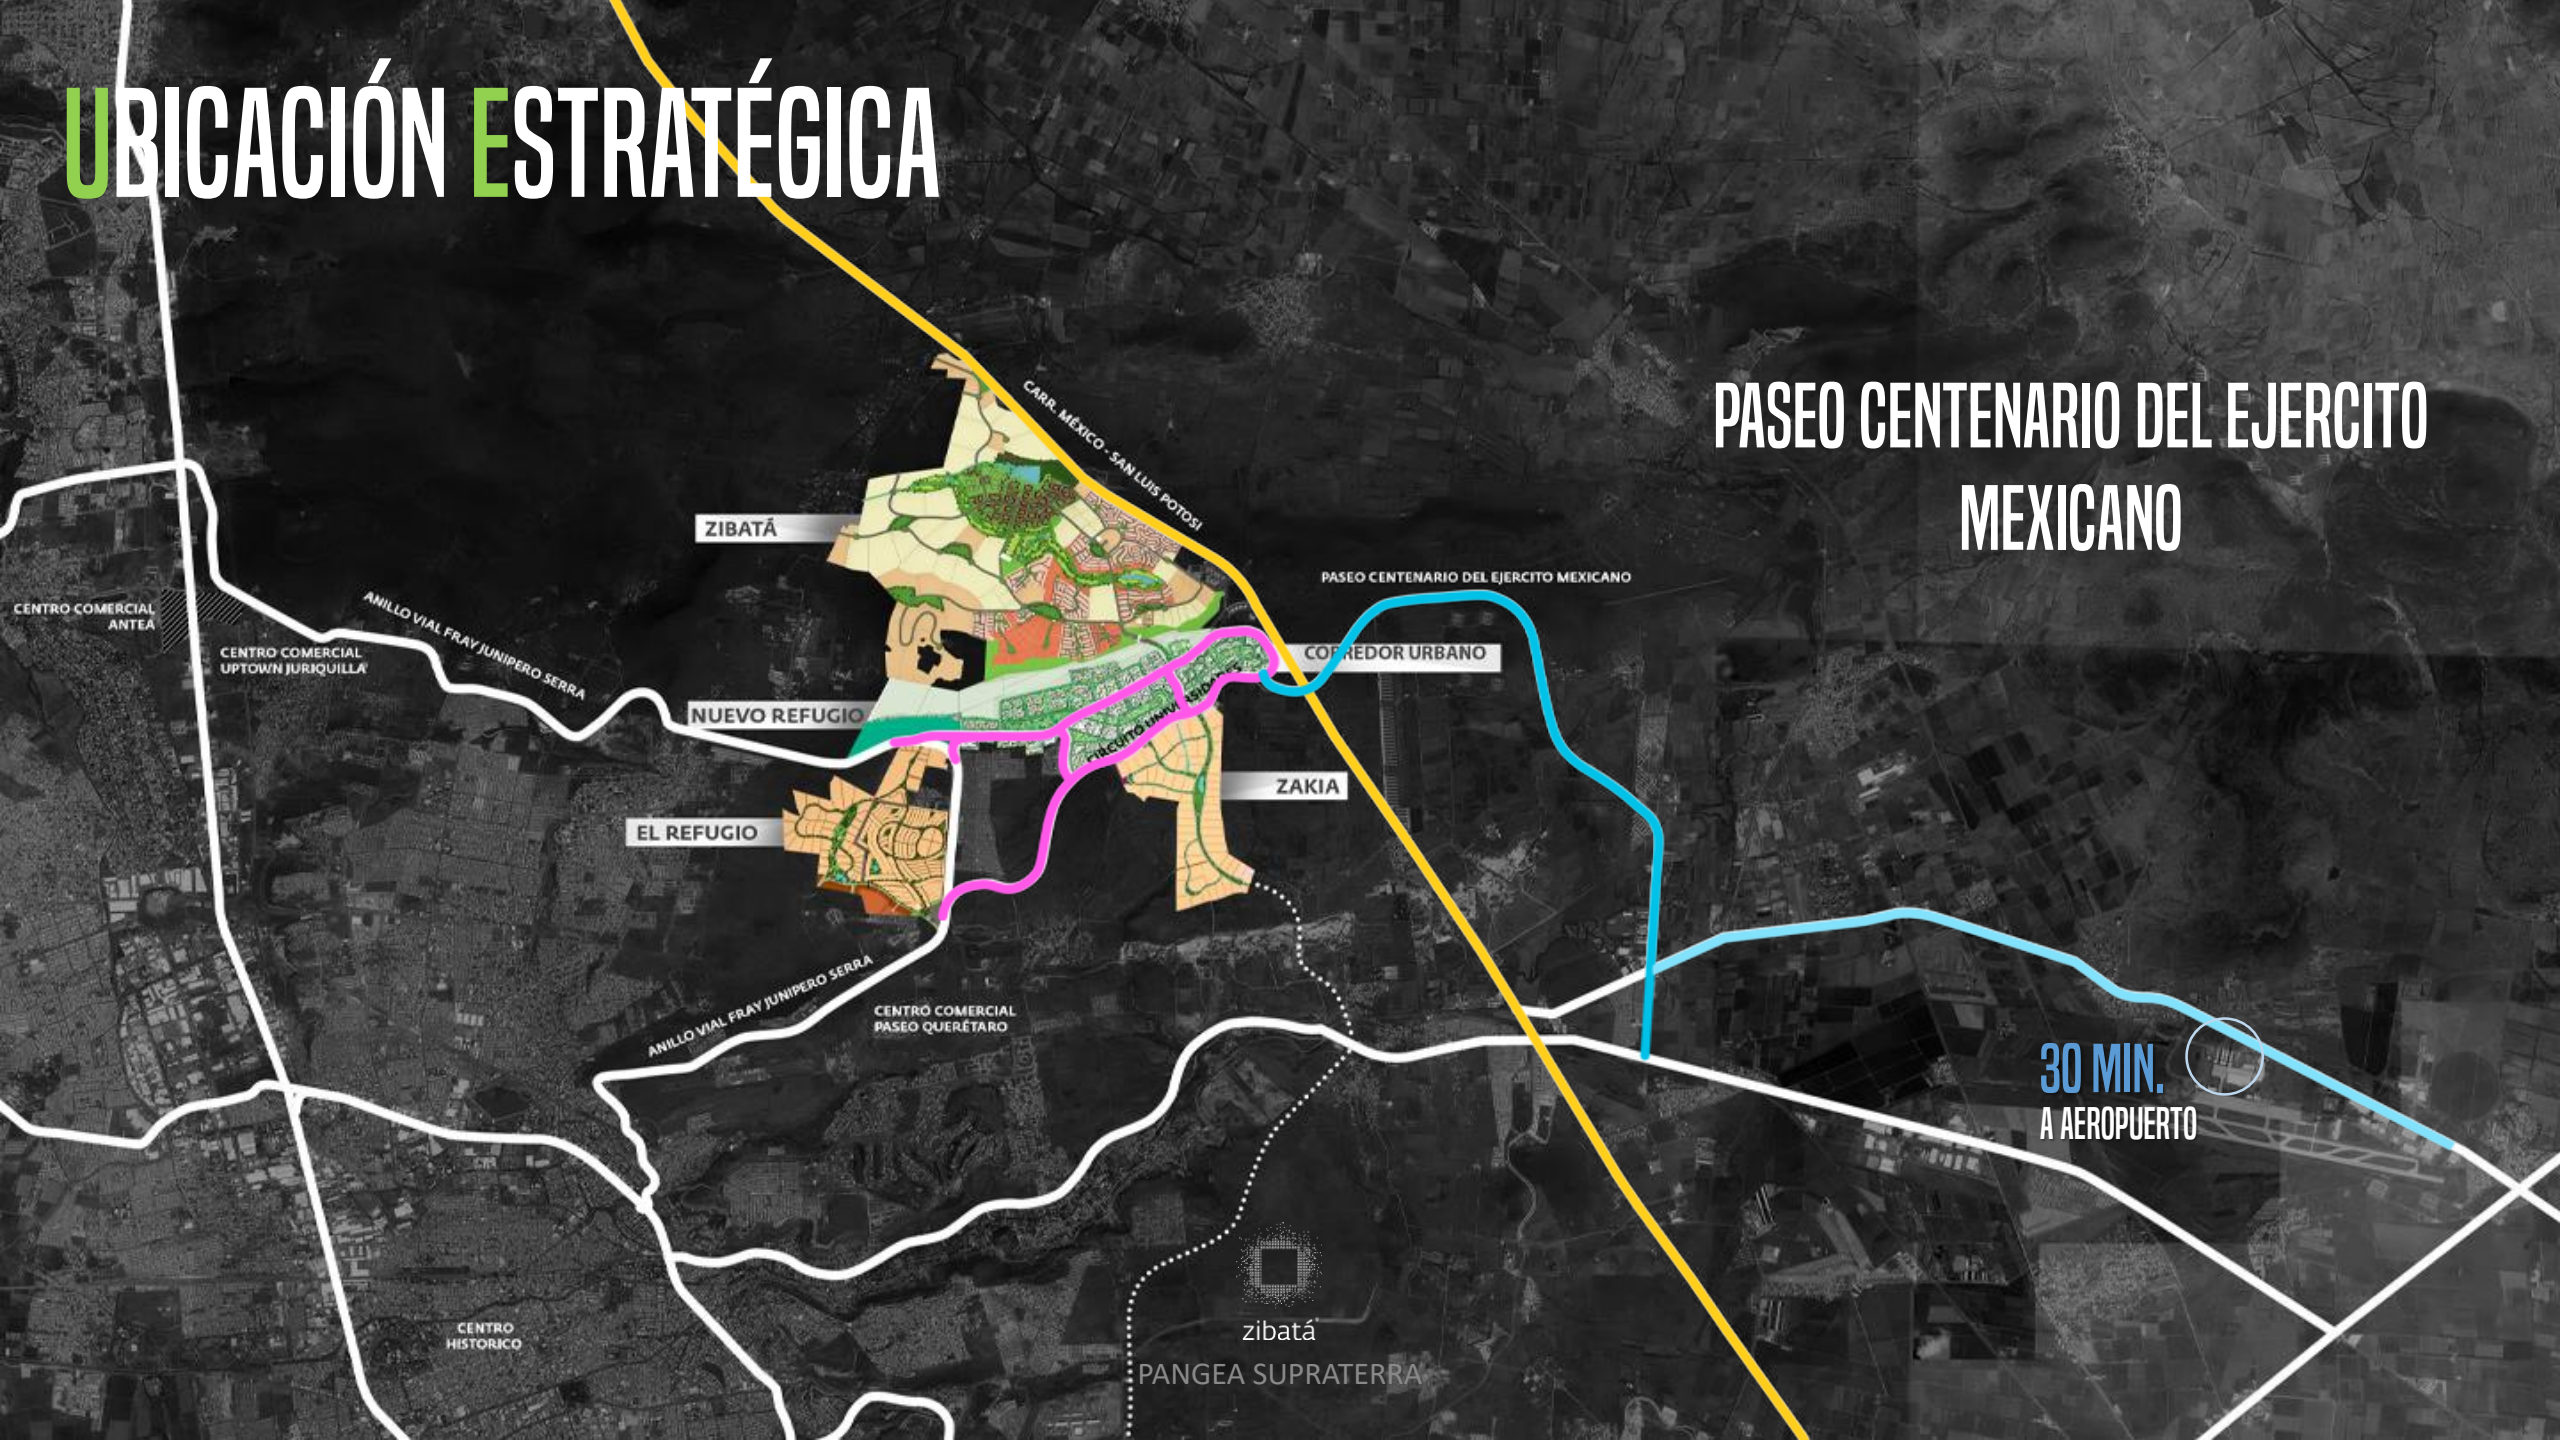 UBICACIÓN ESTRATÉGICA
CARR. MÉXICO - SAN LUIS POTOSI
PASEO CENTENARIO DEL EJERCITO
MEXICANO
ZIBATÁ
PASEO CENTENARIO DEL EJERCITO MEXICANO
CENTRO COMERCIAL
ANTEA
ANILLO VIAL FRAY JUNIPERO SERRA
CENTRO COMERCIAL
UPTOWN JURIQUILLA
CORREDOR URBANO
NUEVO REFUGIO
CIRCUITO UNIVERSIDADES
ZAKIA
EL REFUGIO
ANILLO VIAL FRAY JUNIPERO SERRA
CENTRO COMERCIAL
PASEO QUERÉTARO
30 MIN.
A AEROPUERTO
CENTRO
HISTORICO
zibatá
PANGEA SUPRATERRA